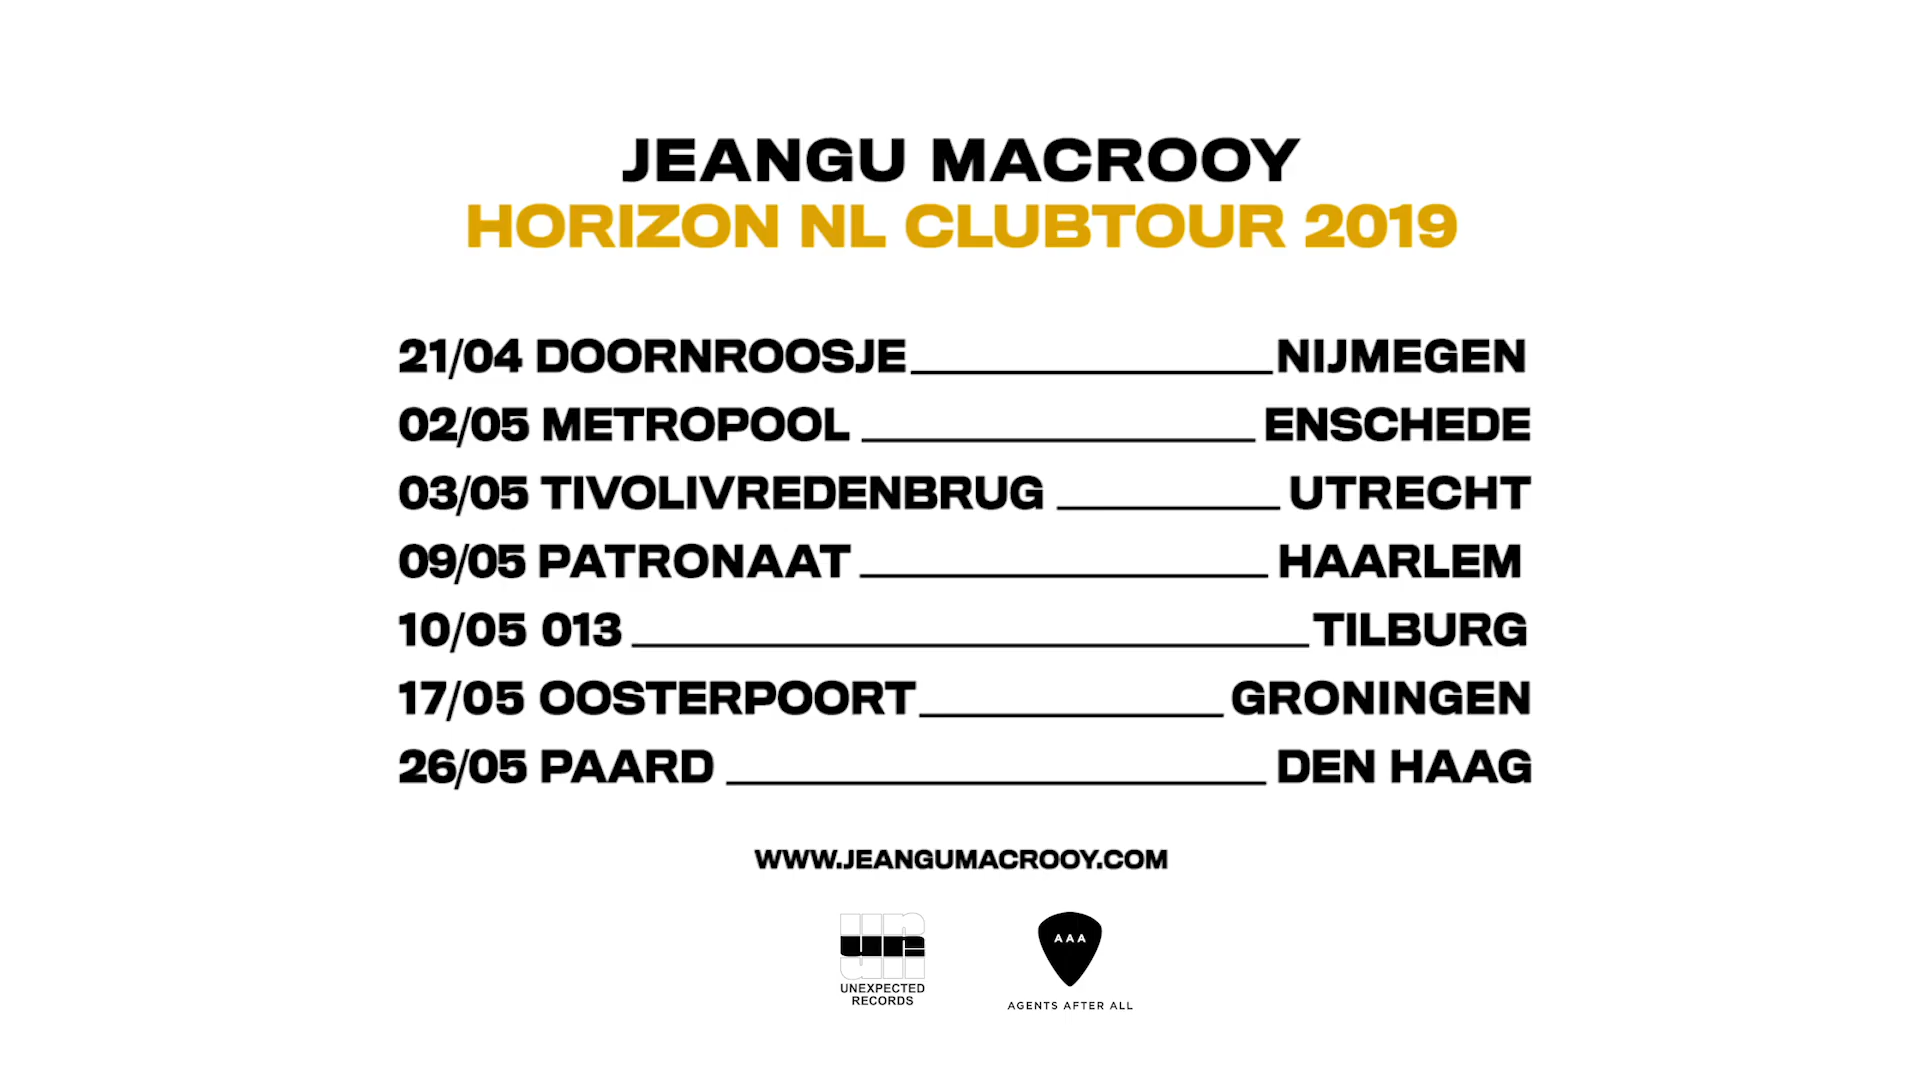 JEANGU MACROOY
HORIZON NL CLUBTOUR 2019
21/04 DOORNROOSJE NIJMEGEN
02/05 METROPOOL ENSCHEDE
03/05 TIVOLIVREDENBRUG UTRECHT
09/05 PATRONAAT HAARLEM
10/05 013 TILBURG
17/05 OOSTERPOORT GRONINGEN
26/05 PAARD DEN HAAG
WWW.JEANGUMACROOY.COM
un
UNEXPECTED
RECORDS
AAA
AGENTS AFTER ALL